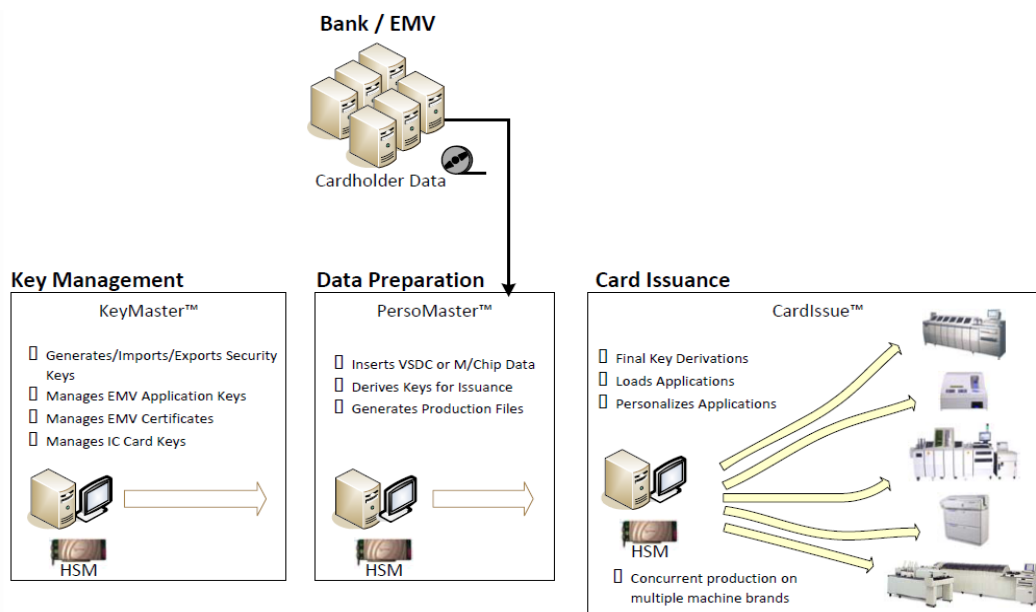 Bank / EMV
Cardholder Data
Key Management
KeyMaster™
Generates/Imports/Exports Security
Keys
Manages EMV Application Keys
Manages EMV Certificates
Manages IC Card Keys
HSM
Data Preparation
PersoMaster™
Inserts VSDC or M/Chip Data
Derives Keys for Issuance
Generates Production Files
HSM
Card Issuance
CardIssue™
Final Key Derivations
Loads Applications
Personalizes Applications
HSM
Concurrent production on
multiple machine brands